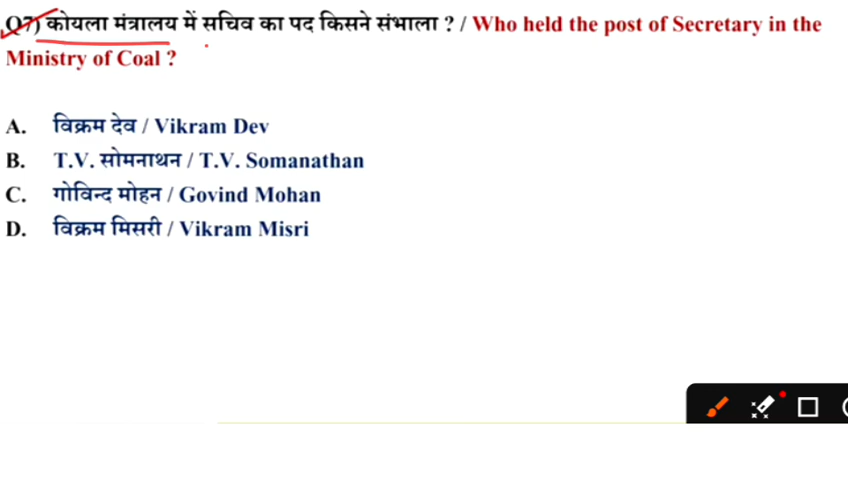 Q7) कोयला मंत्रालय में सचिव का पद किसने संभाला ? / Who held the post of Secretary in the
Ministry of Coal ?
A. विक्रम देव / Vikram Dev
B. T.V. सोमनाथन / T.V. Somanathan
C. गोविन्द मोहन / Govind Mohan
D. विक्रम मिसरी / Vikram Misri